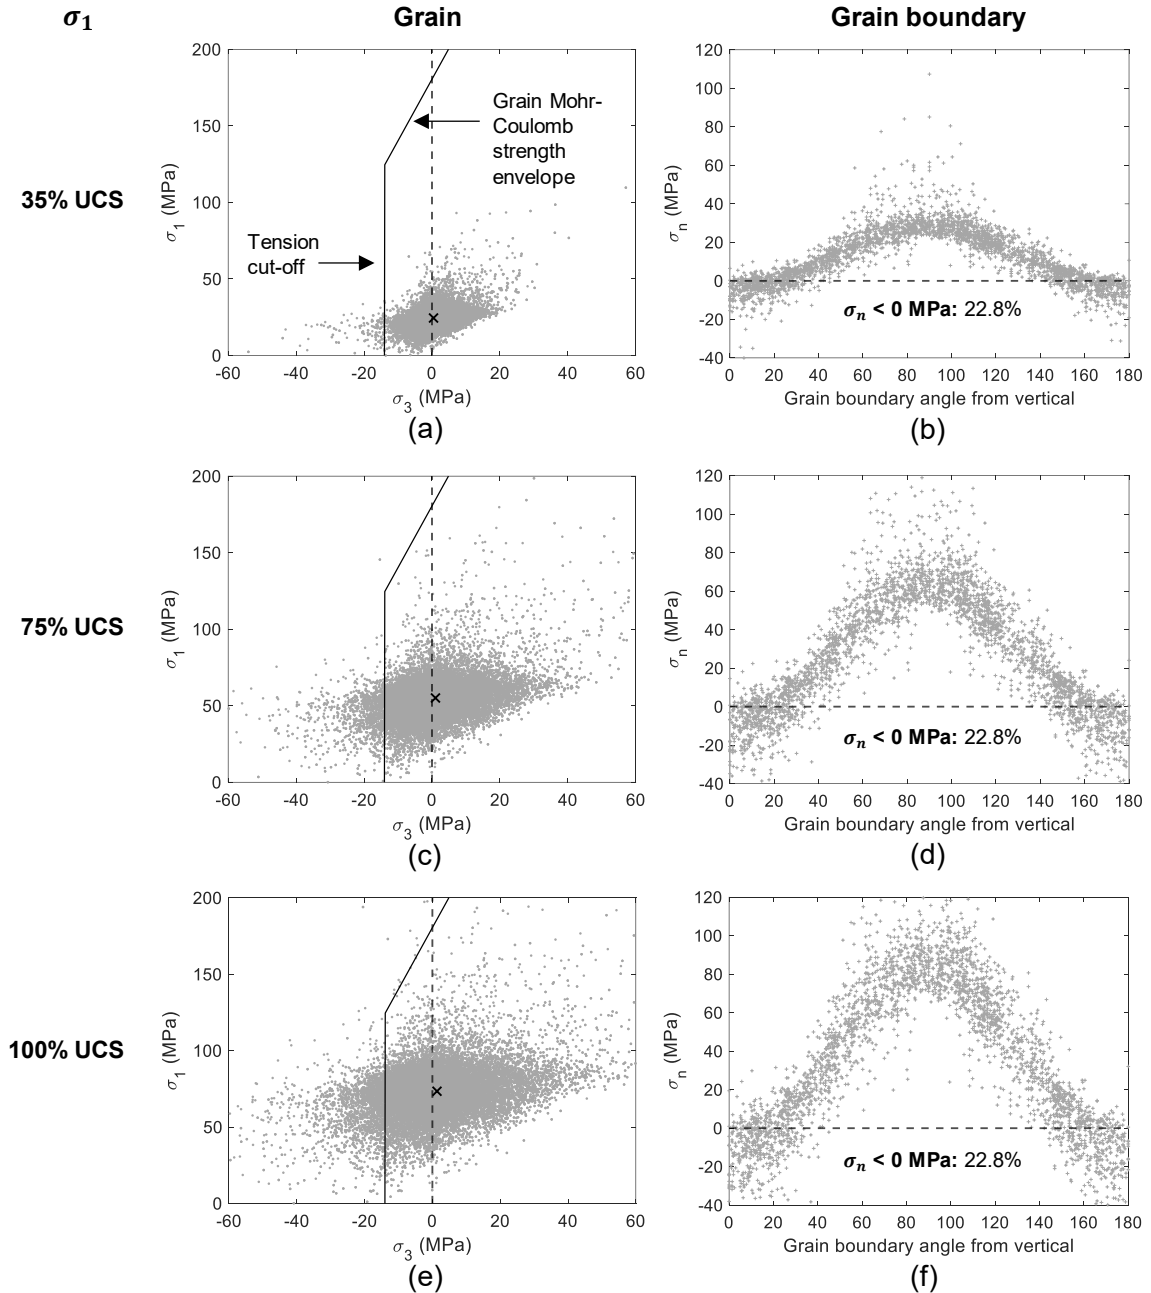 σ₁ Grain Grain boundary
35% UCS
200
150
100
50
0
-60 -40 -20 0 20 40 60
σ₁ (MPa)
σ₃ (MPa)
Grain Mohr-
Coulomb
strength
envelope
Tension
cut-off
(a)
120
100
80
60
40
20
0
-20
-40
0 20 40 60 80 100 120 140 160 180
σₙ (MPa)
σₙ < 0 MPa: 22.8%
Grain boundary angle from vertical
(b)
75% UCS
200
150
100
50
0
-60 -40 -20 0 20 40 60
σ₁ (MPa)
σ₃ (MPa)
(c)
120
100
80
60
40
20
0
-20
-40
0 20 40 60 80 100 120 140 160 180
σₙ (MPa)
σₙ < 0 MPa: 22.8%
Grain boundary angle from vertical
(d)
100% UCS
200
150
100
50
0
-60 -40 -20 0 20 40 60
σ₁ (MPa)
σ₃ (MPa)
(e)
120
100
80
60
40
20
0
-20
-40
0 20 40 60 80 100 120 140 160 180
σₙ (MPa)
σₙ < 0 MPa: 22.8%
Grain boundary angle from vertical
(f)